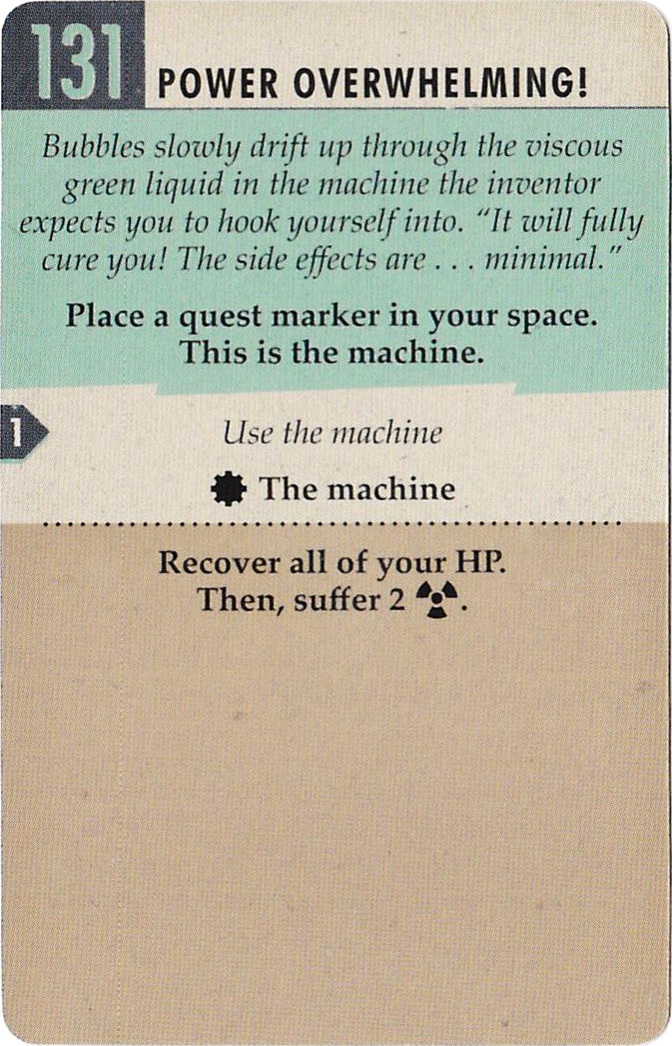 131
POWER OVERWHELMING!
Bubbles slowly drift up through the viscous
green liquid in the machine the inventor
expects you to hook yourself into. “It will fully
cure you! The side effects are . . . minimal.”
Place a quest marker in your space.
This is the machine.
1
Use the machine
The machine
Recover all of your HP.
Then, suffer 2 ☢.